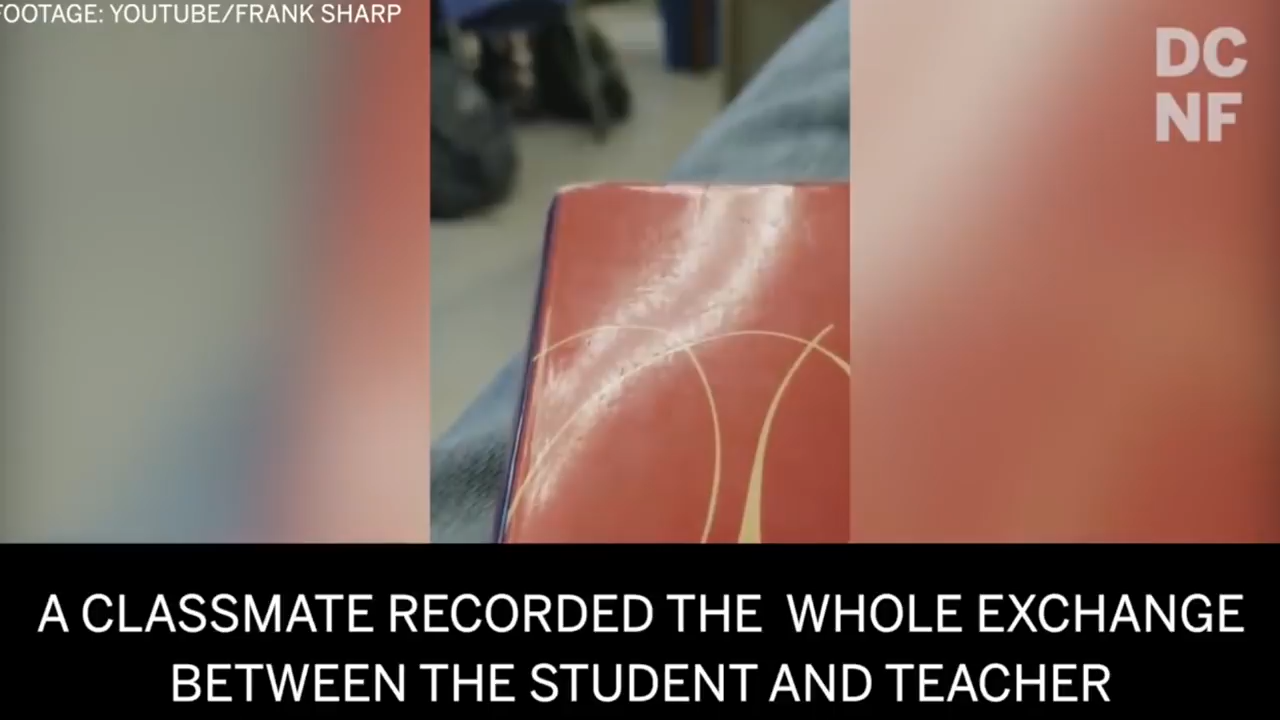 FOOTAGE: YOUTUBE/FRANK SHARP
DC
NF
A CLASSMATE RECORDED THE WHOLE EXCHANGE
BETWEEN THE STUDENT AND TEACHER